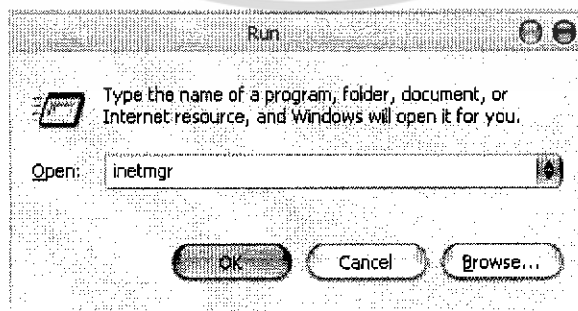 Run
Type the name of a program, folder, document, or
Internet resource, and Windows will open it for you.
Open: inetmgr
OK Cancel Browse...